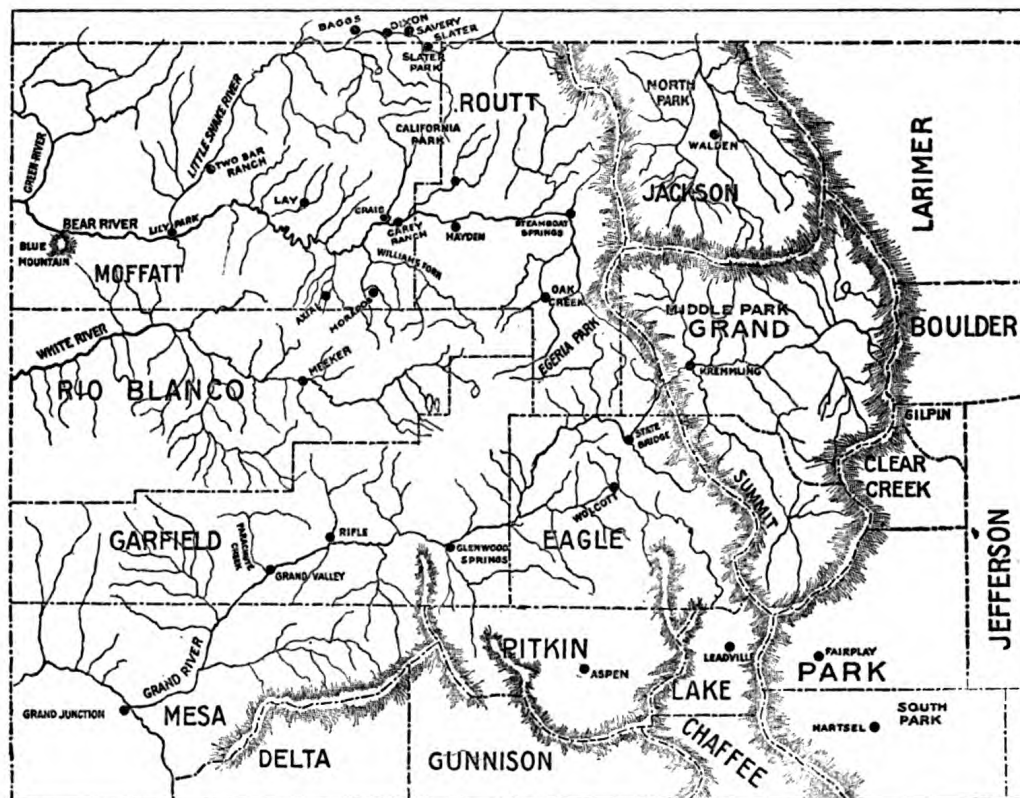 BAGGS
DIXON
SAVERY
SLATER
SLATER
PARK
ROUTT
NORTH
PARK
CALIFORNIA
PARK
WALDEN
LARIMER
GREEN RIVER
LITTLE SNAKE RIVER
TWO BAR
RANCH
JACKSON
LAY
CRAIG
CAREY
RANCH
HAYDEN
STEAMBOAT
SPRINGS
BEAR RIVER
LILY PARK
BLUE
MOUNTAIN
MOFFATT
WILLIAMS FORK
AXIAL
MONZODA
OAK
CREEK
MIDDLE PARK
GRAND
BOULDER
WHITE RIVER
EGERIA PARK
MEEKER
RIO BLANCO
KREMMLING
GILPIN
STATE
BRIDGE
CLEAR
CREEK
SUMMIT
WOLCOTT
GARFIELD
PARACHUTE
CREEK
RIFLE
GLENWOOD
SPRINGS
EAGLE
GRAND VALLEY
JEFFERSON
PITKIN
ASPEN
LEADVILLE
FAIRPLAY
PARK
LAKE
GRAND RIVER
GRAND JUNCTION
MESA
SOUTH
PARK
HARTSEL
DELTA
GUNNISON
CHAFFEE